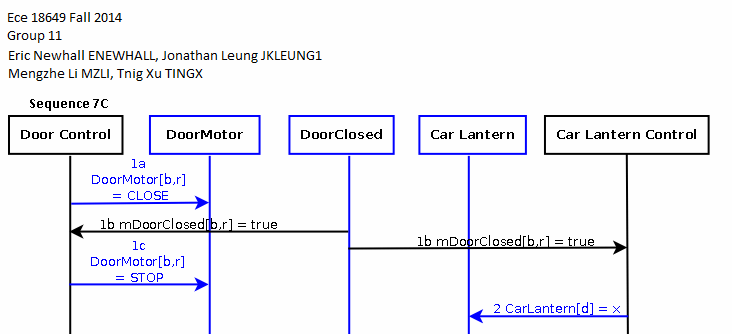 Ece 18649 Fall 2014
Group 11
Eric Newhall ENEWHALL, Jonathan Leung JKLEUNG1
Mengzhe Li MZLI, Tnig Xu TINGX
Sequence 7C
Door Control
DoorMotor
DoorClosed
Car Lantern
Car Lantern Control
1a
DoorMotor[b,r]
= CLOSE
1b mDoorClosed[b,r] = true
1b mDoorClosed[b,r] = true
1c
DoorMotor[b,r]
= STOP
2 CarLantern[d] = x